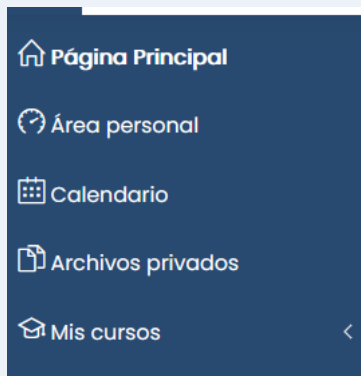 Página Principal
Área personal
Calendario
Archivos privados
Mis cursos